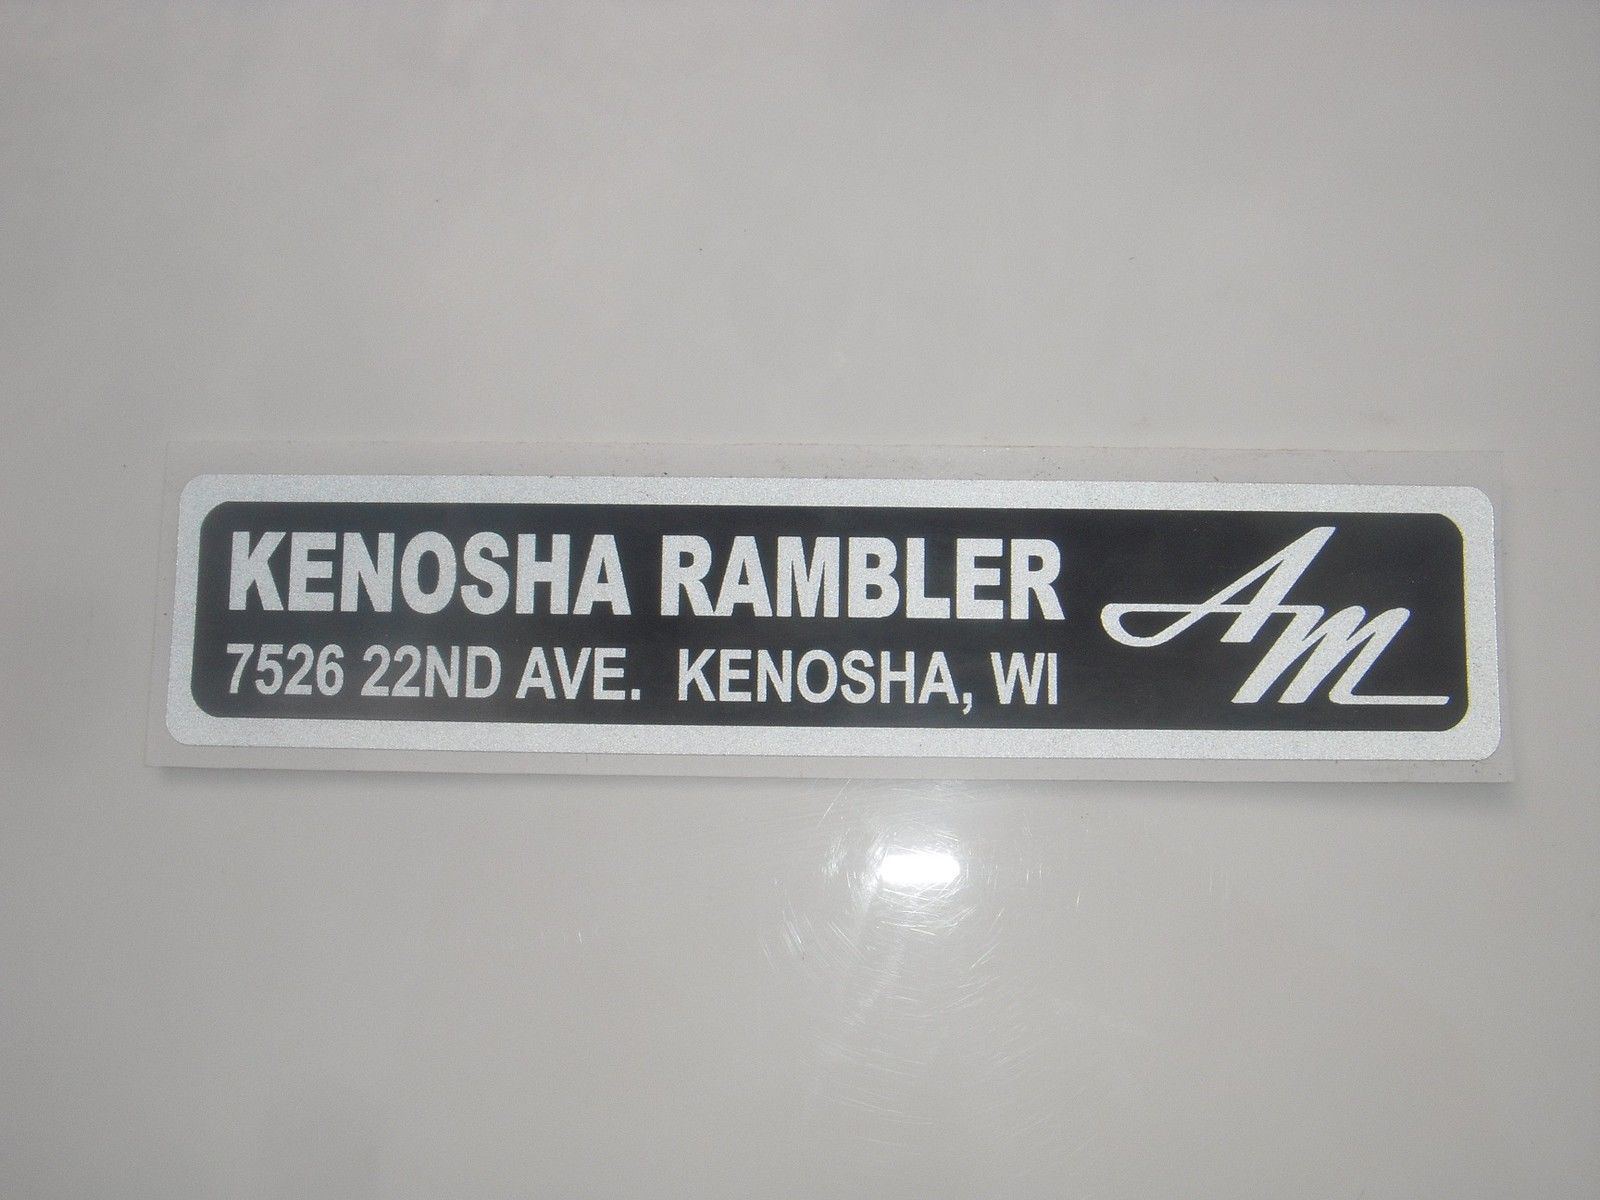 KENOSHA RAMBLER
7526 22ND AVE. KENOSHA, WI
AM